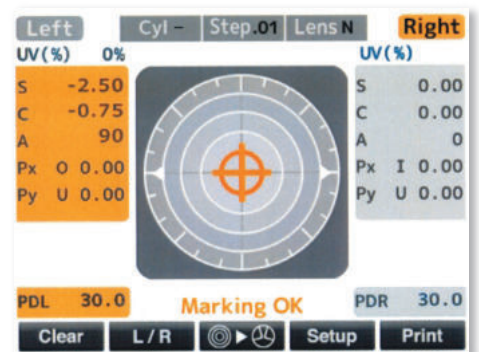 Left Cyl – Step.01 Lens N Right
UV(%) 0% UV(%)
S -2.50 S 0.00
C -0.75 C 0.00
A 90 A 0
Px O 0.00 Px I 0.00
Py U 0.00 Py U 0.00
PDL 30.0 Marking OK PDR 30.0
Clear L/R Setup Print